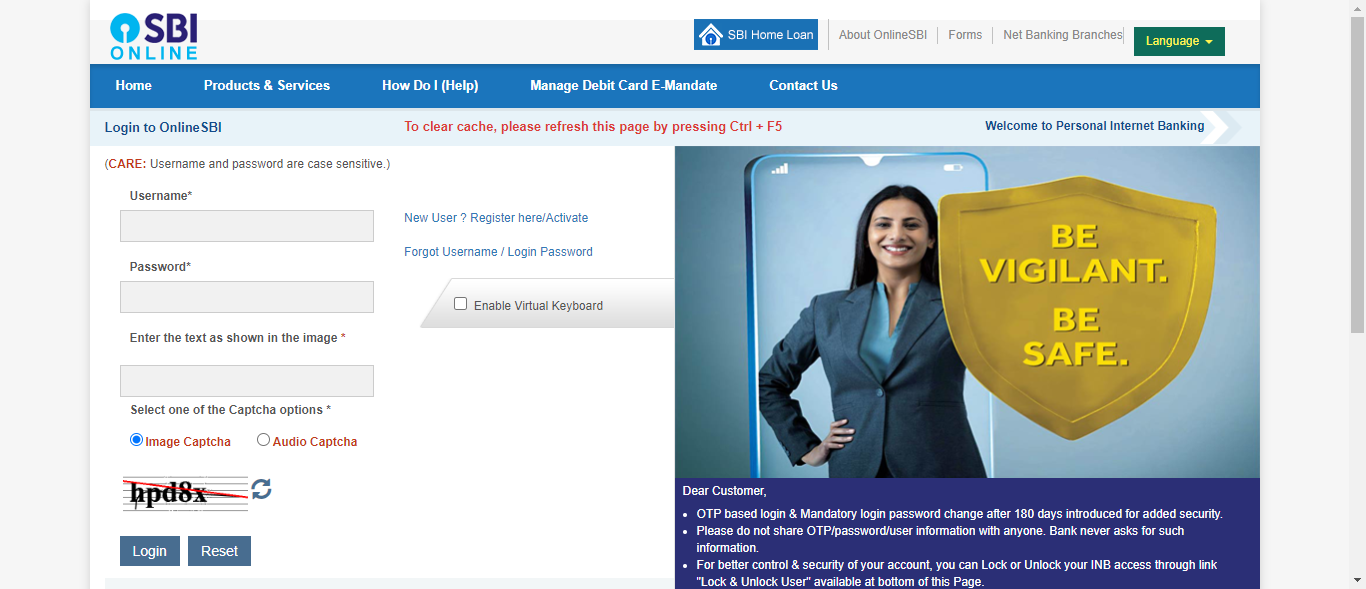 SBI
ONLINE
SBI Home Loan
About OnlineSBI
Forms
Net Banking Branches
Language
Home
Products & Services
How Do I (Help)
Manage Debit Card E-Mandate
Contact Us
Login to OnlineSBI
To clear cache, please refresh this page by pressing Ctrl + F5
Welcome to Personal Internet Banking
(CARE: Username and password are case sensitive.)
Username*
New User ? Register here/Activate
Forgot Username / Login Password
Password*
Enable Virtual Keyboard
Enter the text as shown in the image *
Select one of the Captcha options *
Image Captcha
Audio Captcha
hpd8x
Login
Reset
BE
VIGILANT.
BE
SAFE.
Dear Customer,
OTP based login & Mandatory login password change after 180 days introduced for added security.
Please do not share OTP/password/user information with anyone. Bank never asks for such
information.
For better control & security of your account, you can Lock or Unlock your INB access through link
"Lock & Unlock User" available at bottom of this Page.